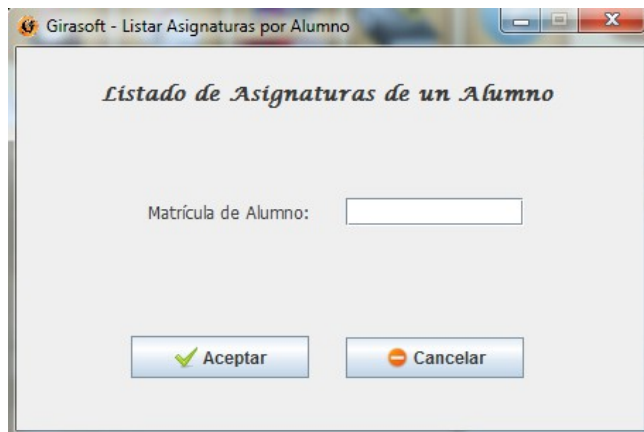 Girasoft - Listar Asignaturas por Alumno
Listado de Asignaturas de un Alumno
Matrícula de Alumno:
Aceptar
Cancelar